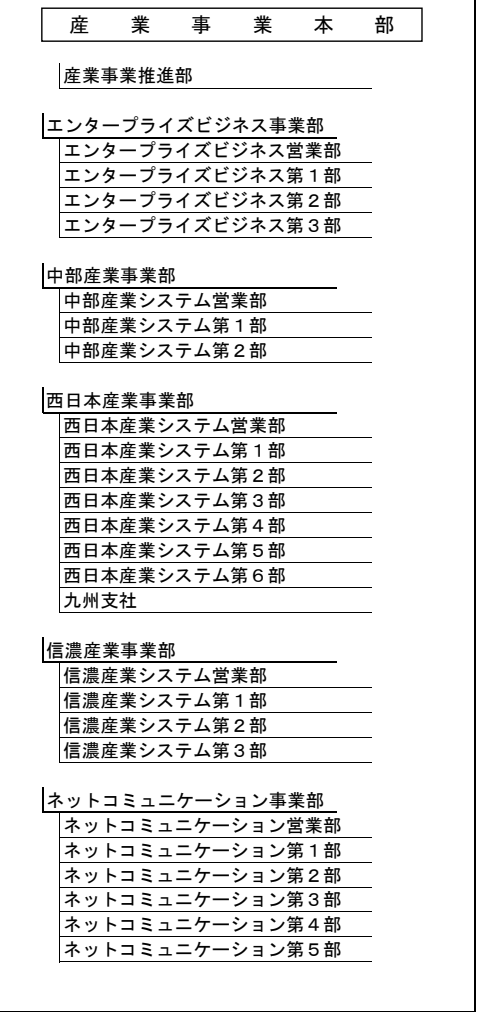 産業事業本部
産業事業推進部
エンタープライズビジネス事業部
エンタープライズビジネス営業部
エンタープライズビジネス第１部
エンタープライズビジネス第２部
エンタープライズビジネス第３部
中部産業事業部
中部産業システム営業部
中部産業システム第１部
中部産業システム第２部
西日本産業事業部
西日本産業システム営業部
西日本産業システム第１部
西日本産業システム第２部
西日本産業システム第３部
西日本産業システム第４部
西日本産業システム第５部
西日本産業システム第６部
九州支社
信濃産業事業部
信濃産業システム営業部
信濃産業システム第１部
信濃産業システム第２部
信濃産業システム第３部
ネットコミュニケーション事業部
ネットコミュニケーション営業部
ネットコミュニケーション第１部
ネットコミュニケーション第２部
ネットコミュニケーション第３部
ネットコミュニケーション第４部
ネットコミュニケーション第５部